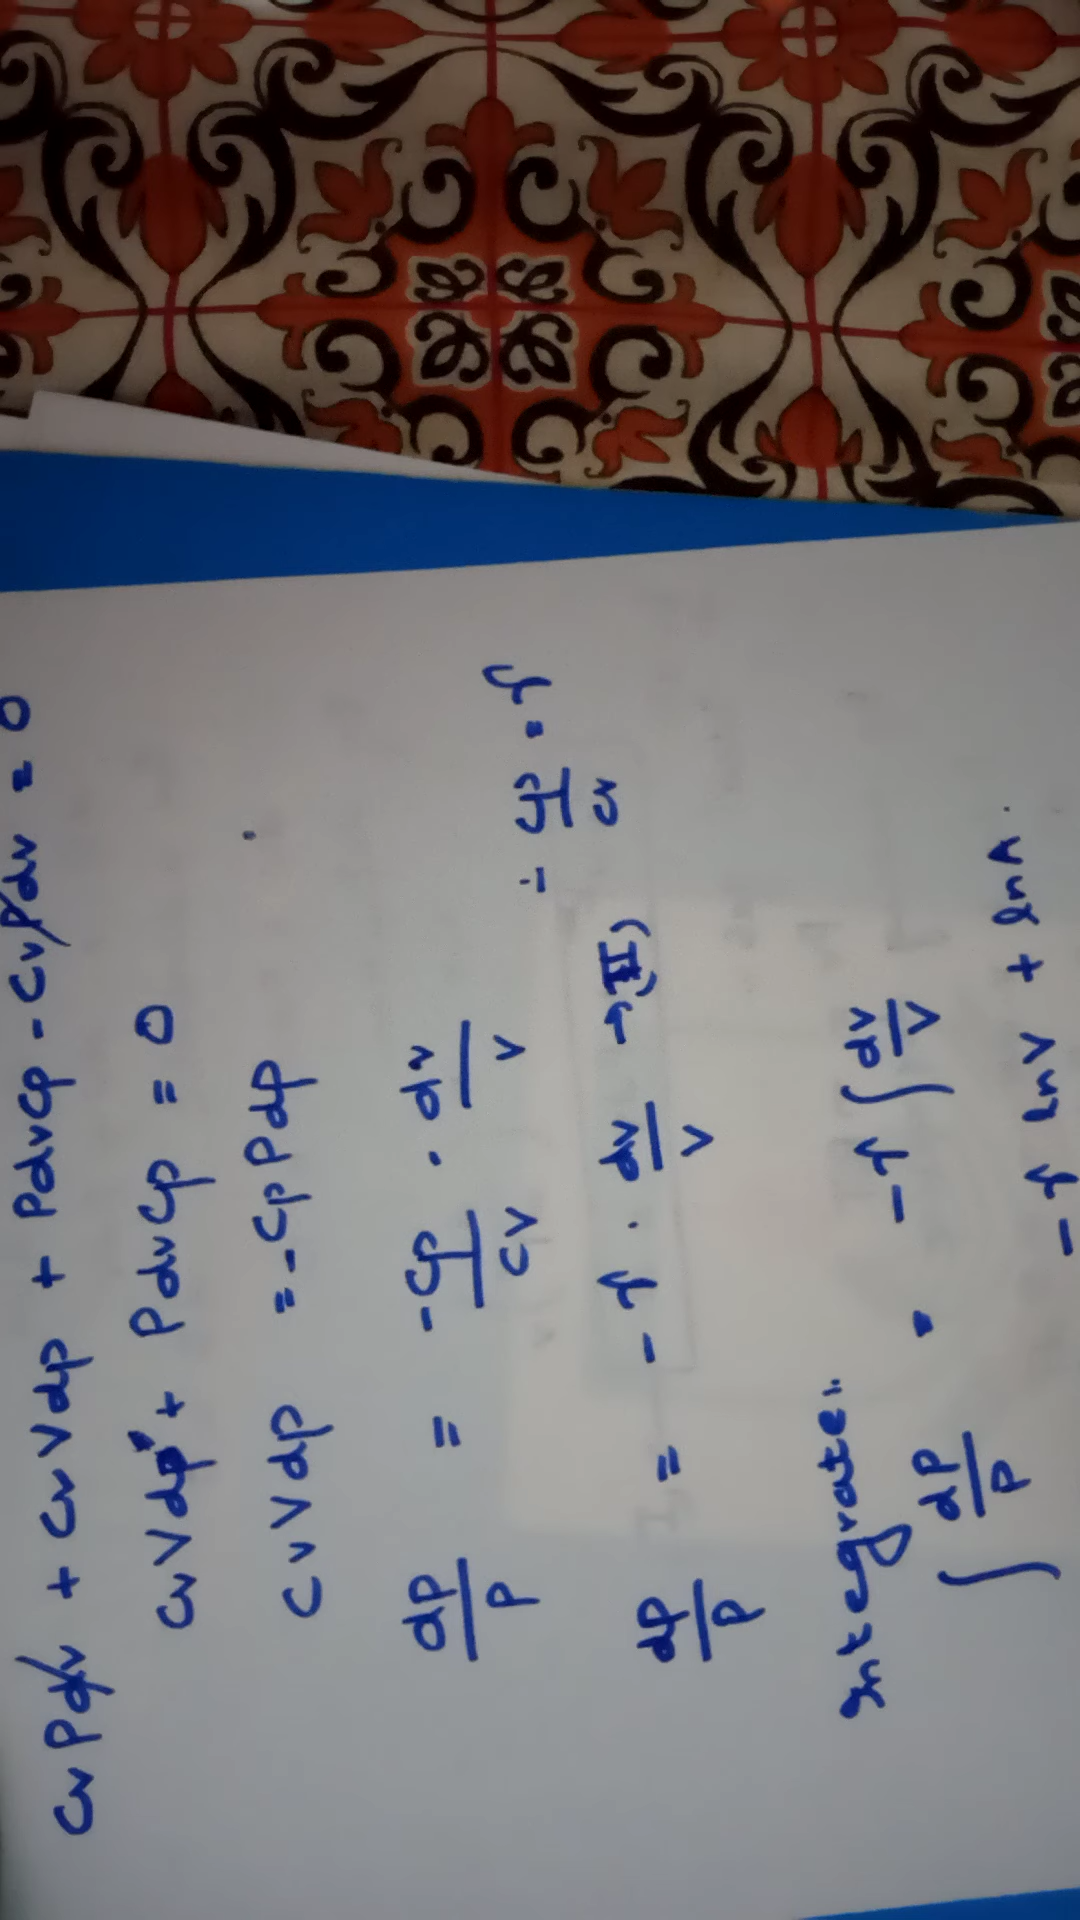 CvPdv + CvVdp + PdvCp - CvPdv = 0
CvVdp + PdvCp = 0
CvVdp = -CpPdp
dP/P = -Cp/Cv . dv/V
∵ Cp/Cv = γ
dP/P = -γ . dv/V → (II)
Integrate,
∫ dP/P = -γ ∫ dv/V
-γ lnV + lnA.